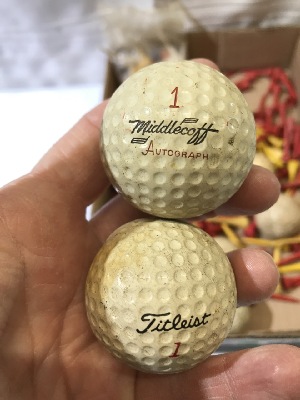 1
Middlecoff
AUTOGRAPH
Titleist
1